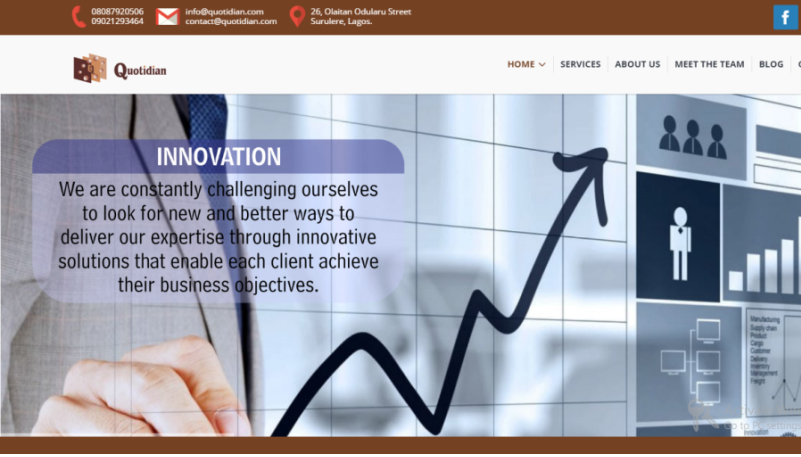 08087920506
09021293464
info@quotidian.com
contact@quotidian.com
26, Olaitan Odularu Street
Surulere, Lagos.
f
Quotidian
HOME
SERVICES
ABOUT US
MEET THE TEAM
BLOG
INNOVATION
We are constantly challenging ourselves
to look for new and better ways to
deliver our expertise through innovative
solutions that enable each client achieve
their business objectives.
Manufacturing
Supply chain
Product
Cargo
Customer
Delivery
Inventory
Management
Freight
Go to
Innovation